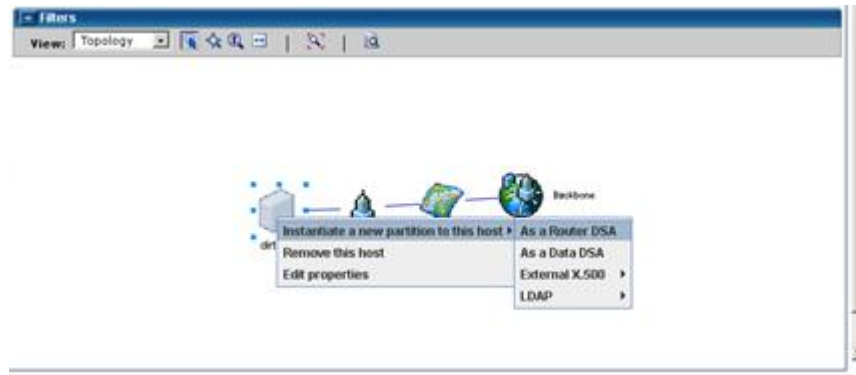 Filters
View: Topology
Backbone
Instantiate a new partition to this host
As a Router DSA
Remove this host
As a Data DSA
Edit properties
External X.500
LDAP